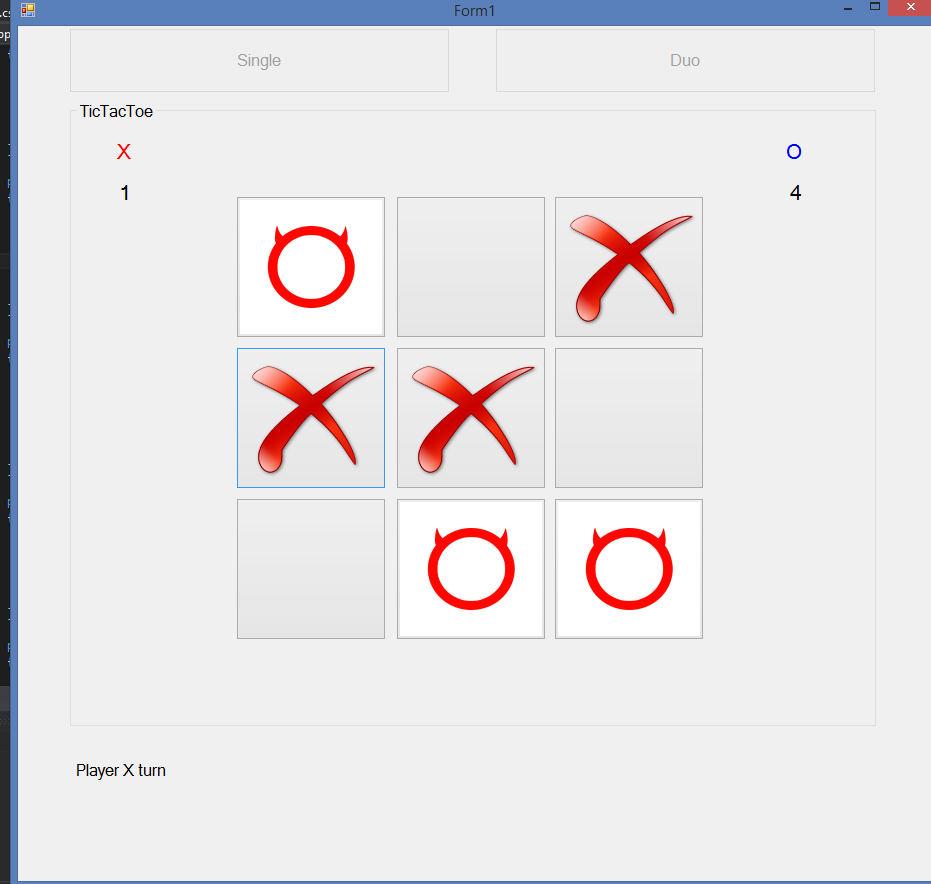 Form1
Single
Duo
TicTacToe
X
O
1
4
Player X turn